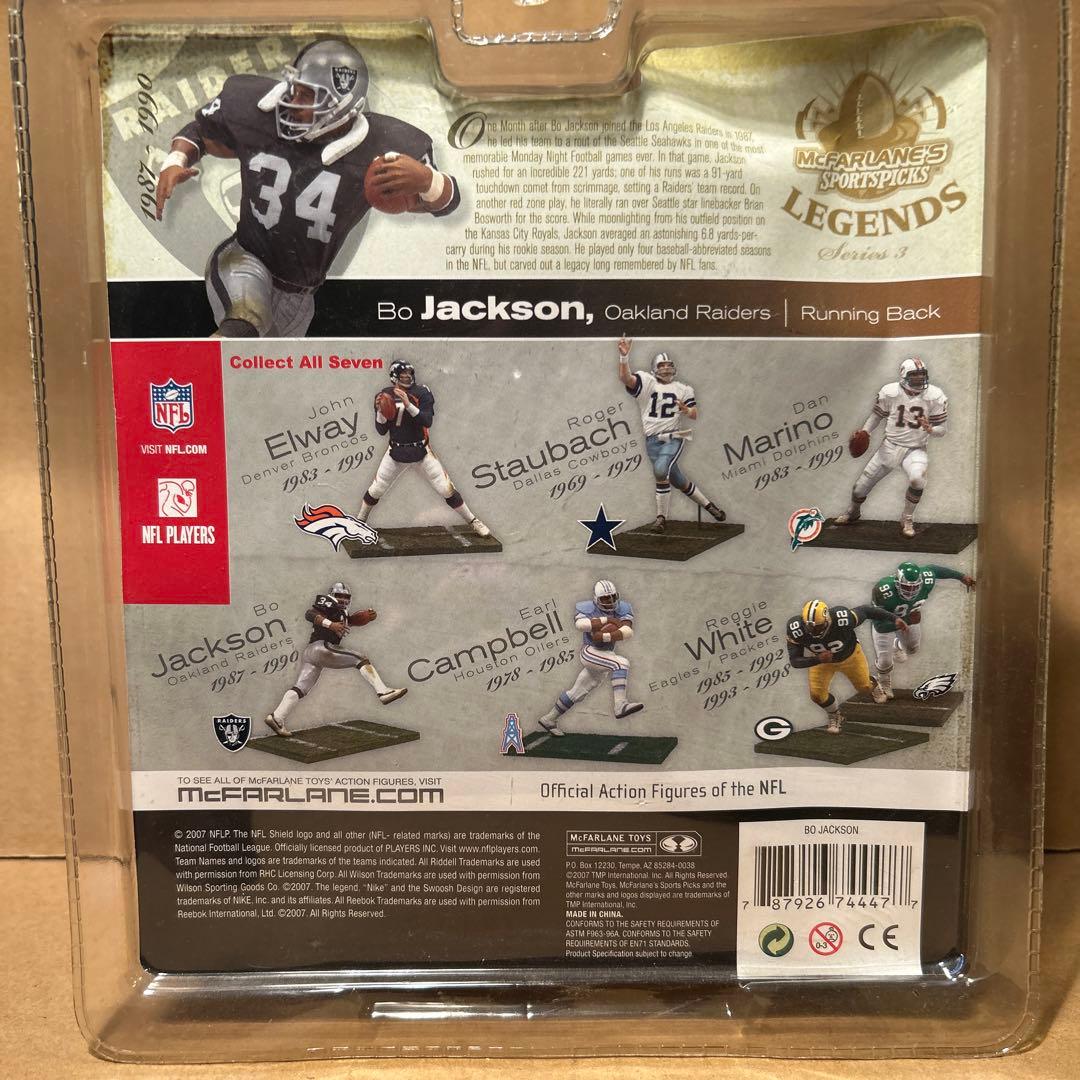 RAIDERS
1987 - 1990
34
One Month after Bo Jackson joined the Los Angeles Raiders in 1987,
he led his team to a rout of the Seattle Seahawks in one of the most
memorable Monday Night Football games ever. In that game, Jackson
rushed for an incredible 221 yards; one of his runs was a 91-yard
touchdown comet from scrimmage, setting a Raiders' team record. On
another red zone play, he literally ran over Seattle star linebacker Brian
Bosworth for the score. While moonlighting from his outfield position on
the Kansas City Royals, Jackson averaged an astonishing 6.8 yards-per-
carry during his rookie season. He played only four baseball-abbreviated seasons
in the NFL, but carved out a legacy long remembered by NFL fans.
McFARLANE'S
SPORTSPICKS
LEGENDS
Series 3
Bo Jackson, Oakland Raiders | Running Back
Collect All Seven
NFL
VISIT NFL.COM
NFL PLAYERS
John
Elway
Denver Broncos
1983 - 1998
7
Roger
Staubach
Dallas Cowboys
1969 - 1979
12
Dan
Marino
Miami Dolphins
1983 - 1999
13
Bo
Jackson
Oakland Raiders
1987 - 1990
34
RAIDERS
Earl
Campbell
Houston Oilers
1978 - 1985
Reggie
White
Eagles / Packers
1985 - 1992
1993 - 1998
92
92
92
92
G
TO SEE ALL OF McFARLANE TOYS' ACTION FIGURES, VISIT
McFARLANE.COM
Official Action Figures of the NFL
© 2007 NFLP. The NFL Shield logo and all other (NFL- related marks) are trademarks of the
National Football League. Officially licensed product of PLAYERS INC. Visit www.nflplayers.com.
Team Names and logos are trademarks of the teams indicated. All Riddell Trademarks are used
with permission from RHC Licensing Corp. All Wilson Trademarks are used with permission from
Wilson Sporting Goods Co. ©2007. The legend, "Nike" and the Swoosh Design are registered
trademarks of NIKE, Inc. and its affiliates. All Reebok Trademarks are used with permission from
Reebok International, Ltd. ©2007. All Rights Reserved.
McFARLANE TOYS
McFARLANE.COM
P.O. Box 12230, Tempe, AZ 85284-0038
©2007 TMP International, Inc. All Rights Reserved.
McFarlane Toys, McFarlane's Sports Picks and the
other marks and logos displayed are trademarks of
TMP International, Inc.
MADE IN CHINA.
CONFORMS TO THE SAFETY REQUIREMENTS OF
ASTM F963-96A. CONFORMS TO THE SAFETY
REQUIREMENTS OF EN71 STANDARDS.
Product Specification subject to change.
BO JACKSON
7 87926 74447 7
0-3
CE